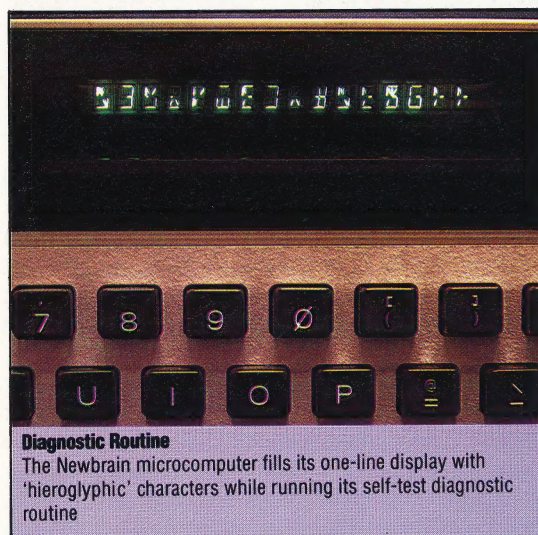 7 8 9 Ø [ ( ] )
U I O P @ =
Diagnostic Routine
The Newbrain microcomputer fills its one-line display with
'hieroglyphic' characters while running its self-test diagnostic
routine